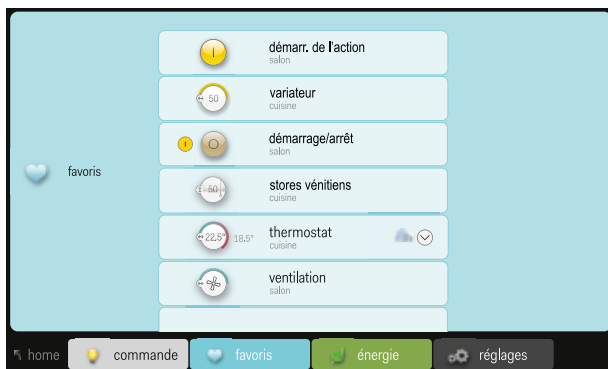 démarr. de l'action
salon
variateur
50
cuisine
démarrage/arrêt
salon
favoris
stores vénitiens
50
cuisine
thermostat
22.5°
18.5°
cuisine
ventilation
salon
home
commande
favoris
énergie
réglages